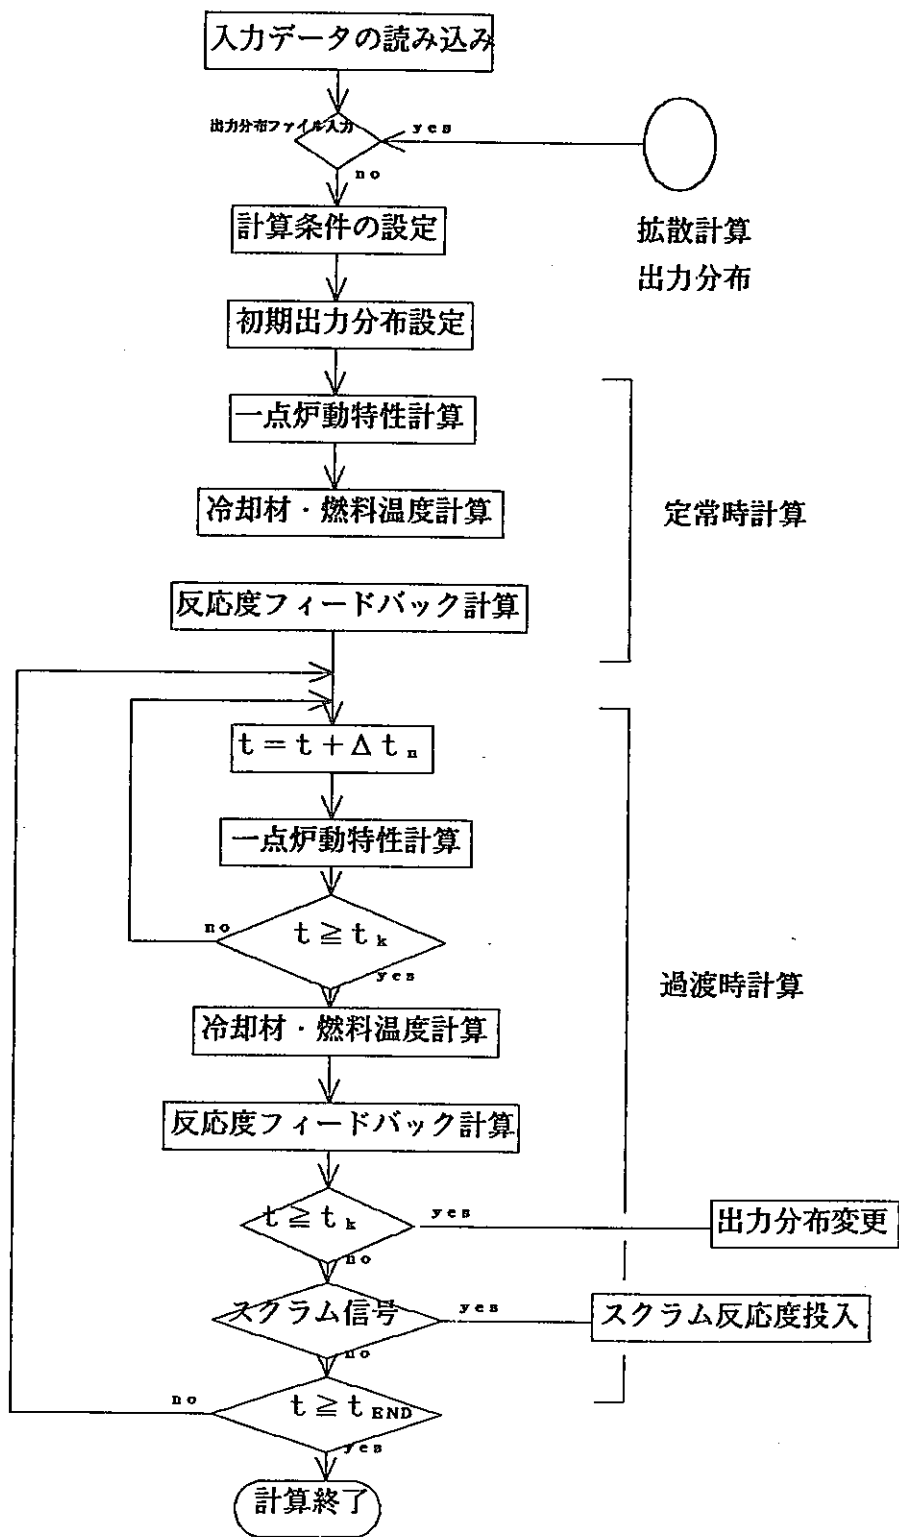 入力データの読み込み
出力分布ファイル入力
yes
no
計算条件の設定
拡散計算
出力分布
初期出力分布設定
一点炉動特性計算
冷却材・燃料温度計算
定常時計算
反応度フィードバック計算
t=t+Δtn
一点炉動特性計算
no
t≧tk
yes
過渡時計算
冷却材・燃料温度計算
反応度フィードバック計算
t≧tk
yes
出力分布変更
no
スクラム信号
yes
スクラム反応度投入
no
no
t≧tEND
yes
計算終了